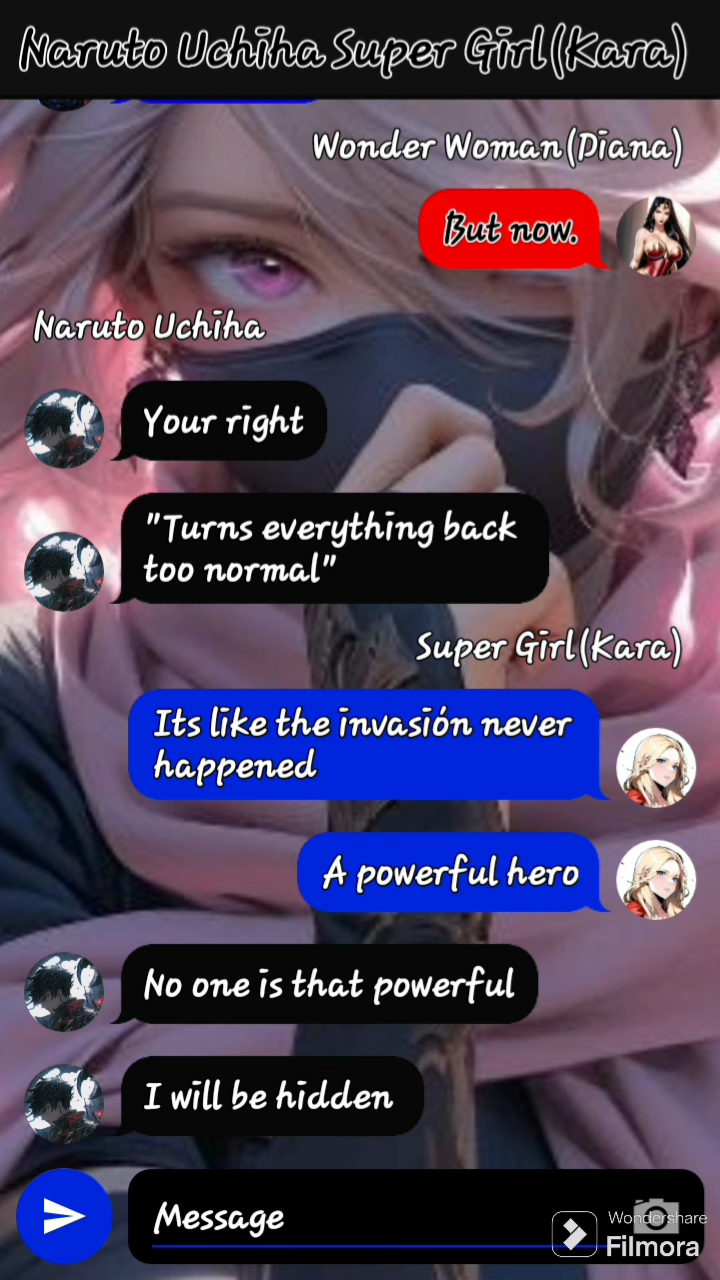 Naruto Uchiha Super Girl(Kara)
Wonder Woman(Diana)
But now.
Naruto Uchiha
Your right
"Turns everything back
too normal"
Super Girl(Kara)
Its like the invasión never
happened
A powerful hero
No one is that powerful
I will be hidden
Message
Wondershare
Filmora